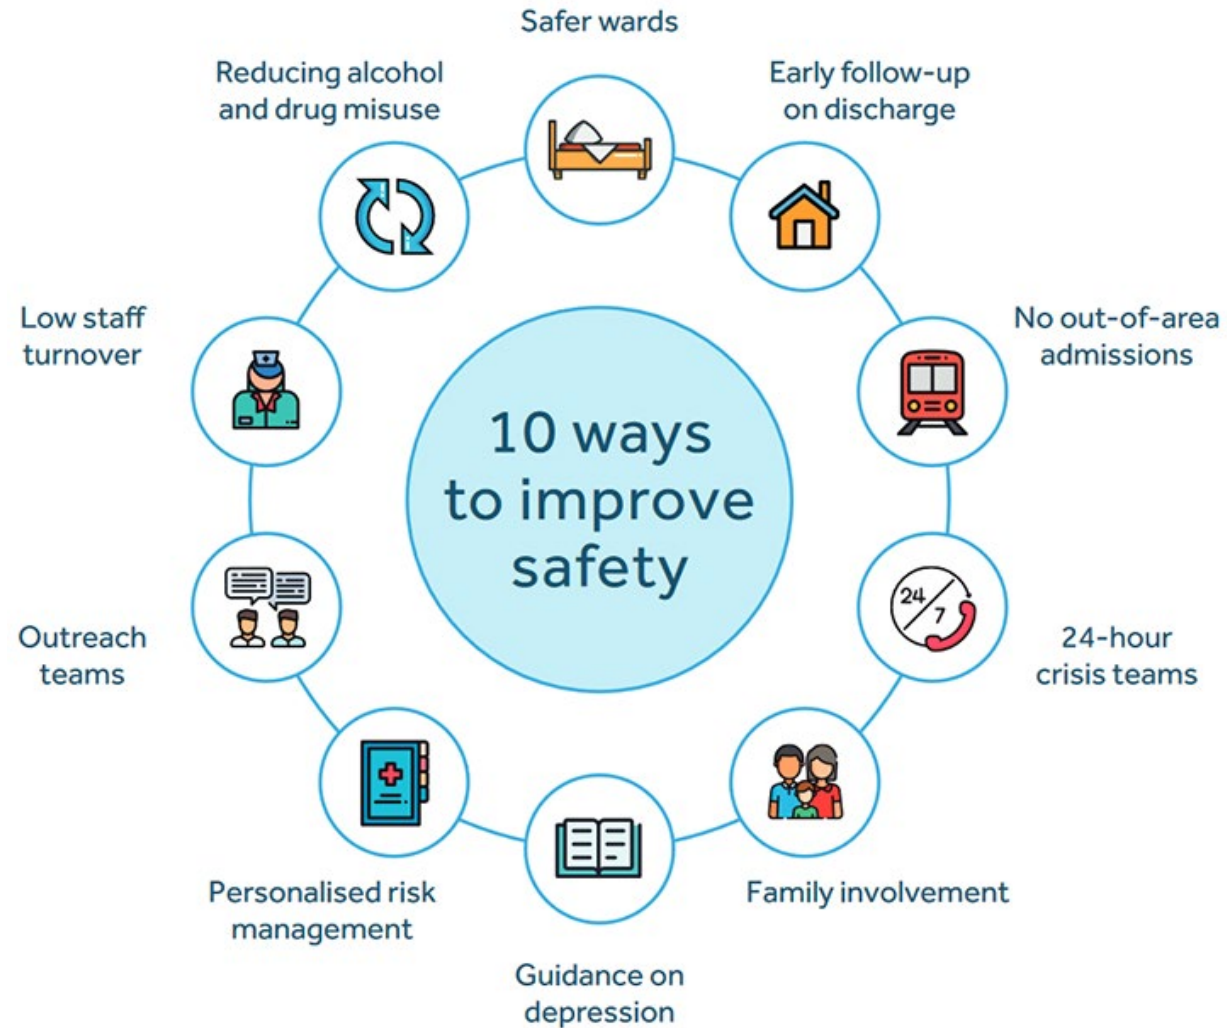 Safer wards
Early follow-up
on discharge
No out-of-area
admissions
24-hour
crisis teams
Family involvement
Guidance on
depression
Personalised risk
management
Outreach
teams
Low staff
turnover
Reducing alcohol
and drug misuse
10 ways
to improve
safety
24
7